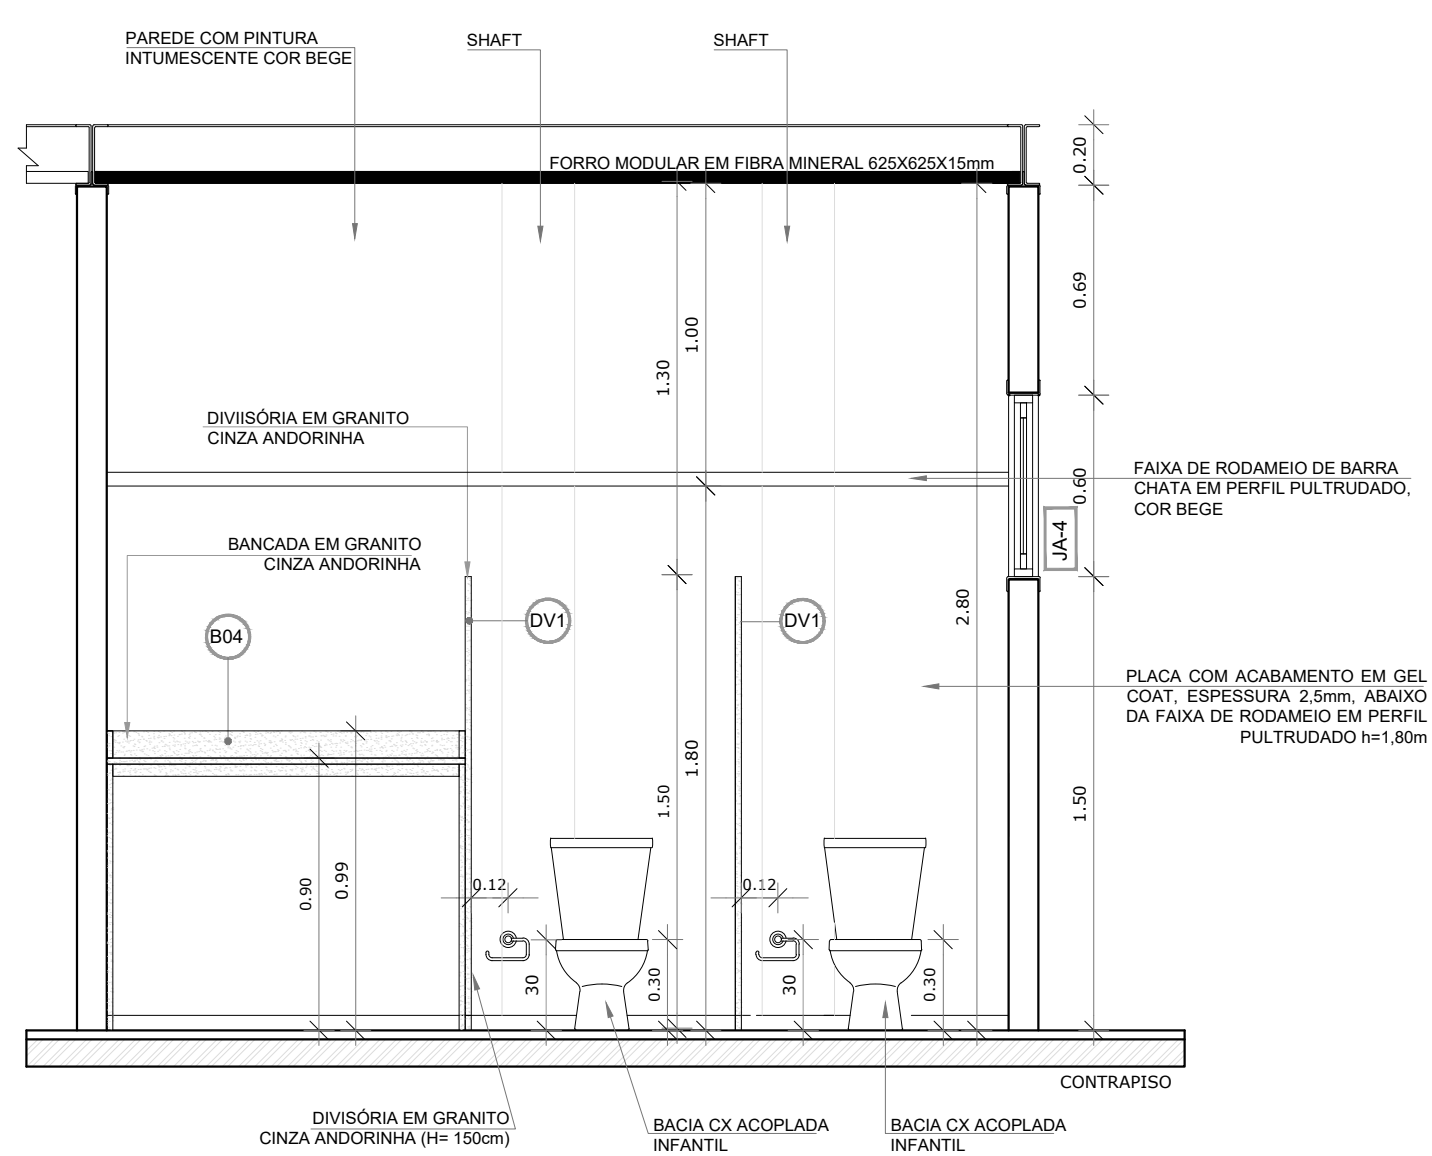 PAREDE COM PINTURA
INTUMESCENTE COR BEGE
SHAFT
SHAFT
FORRO MODULAR EM FIBRA MINERAL 625X625X15mm
0.20
0.69
1.00
1.30
DIVIISÓRIA EM GRANITO
CINZA ANDORINHA
FAIXA DE RODAMEIO DE BARRA
CHATA EM PERFIL PULTRUDADO,
COR BEGE
0.60
JA-4
BANCADA EM GRANITO
CINZA ANDORINHA
B04
DV1
DV1
2.80
PLACA COM ACABAMENTO EM GEL
COAT, ESPESSURA 2,5mm, ABAIXO
DA FAIXA DE RODAMEIO EM PERFIL
PULTRUDADO h=1,80m
1.80
1.50
1.50
0.90
0.99
0.12
0.12
30
0.30
30
0.30
CONTRAPISO
DIVISÓRIA EM GRANITO
CINZA ANDORINHA (H= 150cm)
BACIA CX ACOPLADA
INFANTIL
BACIA CX ACOPLADA
INFANTIL